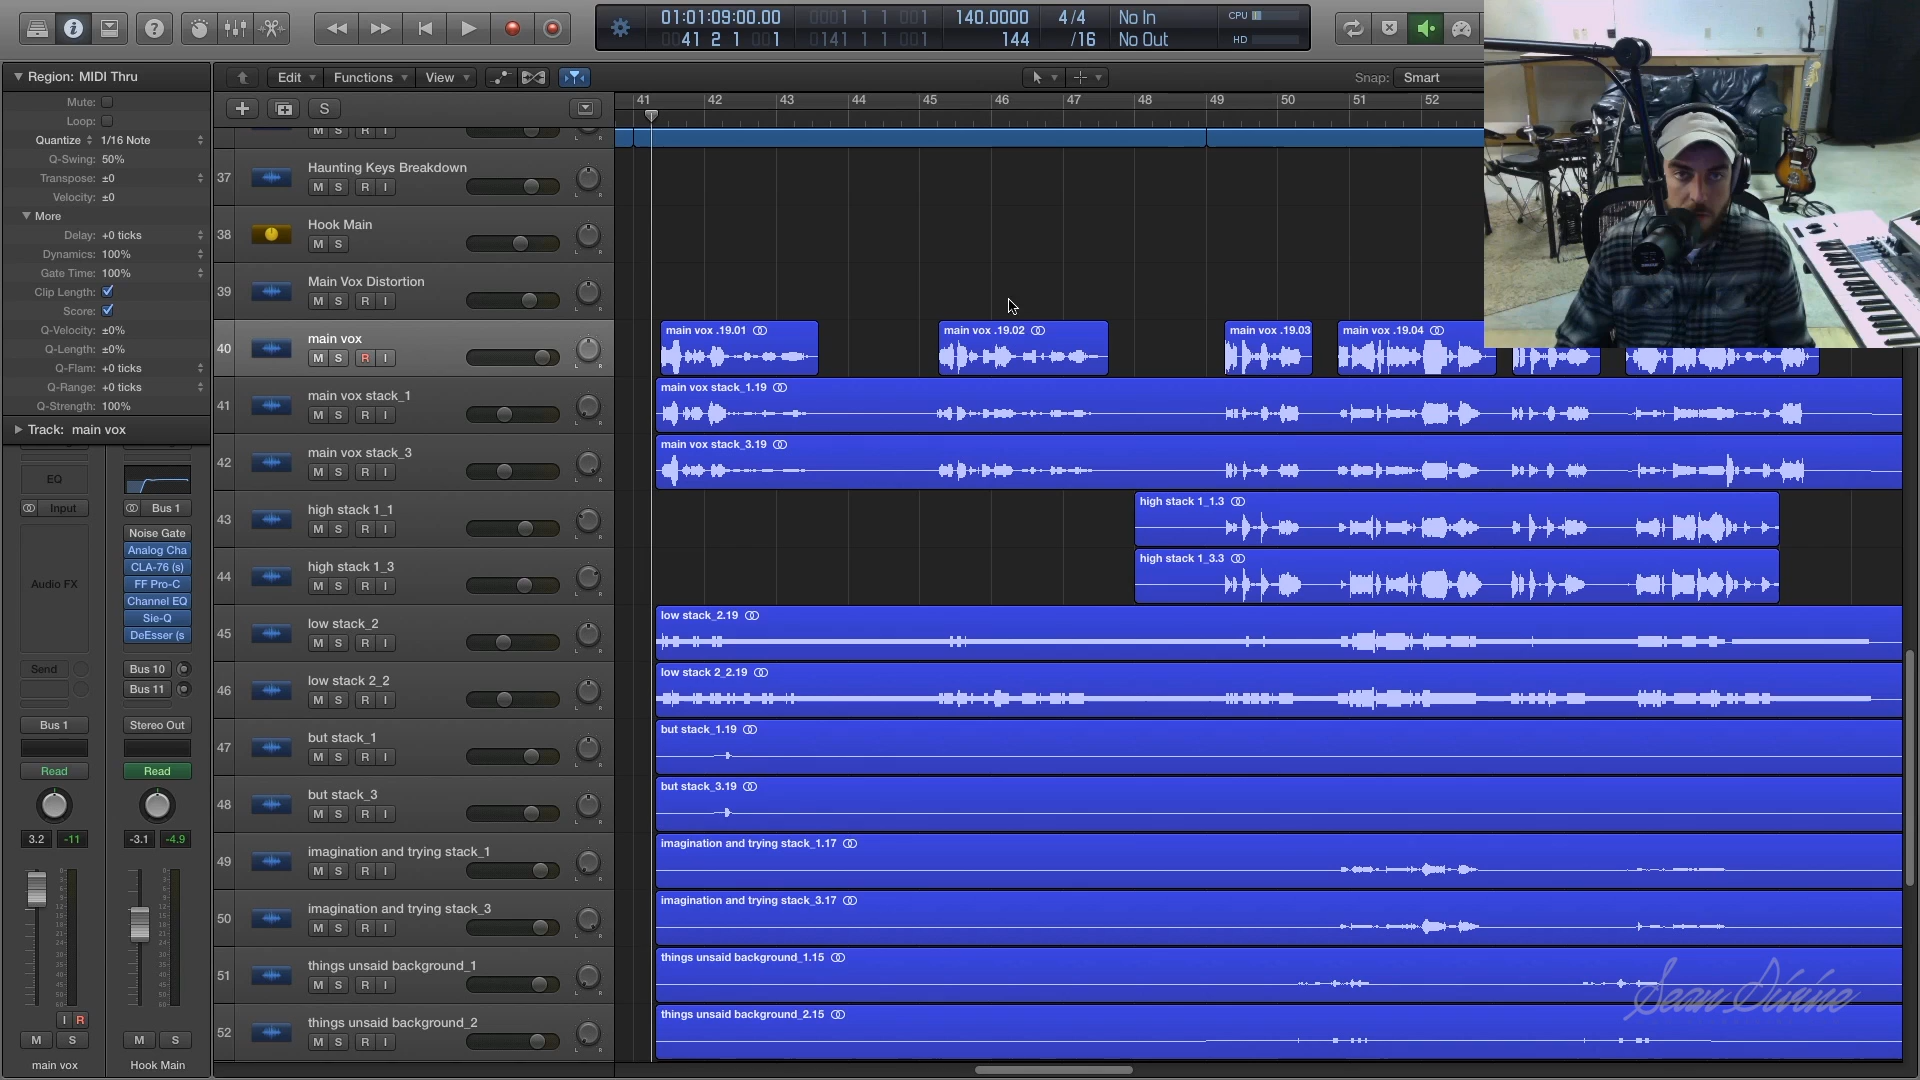 01:01:09:00.00
41 2 1 001
0001 1 1 001
0141 1 1 001
140.0000
144
4/4
/16
No In
No Out
CPU
HD
Region: MIDI Thru
Mute:
Loop:
Quantize 1/16 Note
Q-Swing: 50%
Transpose: ±0
Velocity: ±0
More
Delay: +0 ticks
Dynamics: 100%
Gate Time: 100%
Clip Length:
Score:
Q-Velocity: ±0%
Q-Length: ±0%
Q-Flam: +0 ticks
Q-Range: +0 ticks
Q-Strength: 100%
Track: main vox
EQ
Input
Audio FX
Send
Bus 1
Read
3.2 -11
I R
M S
main vox
Bus 1
Noise Gate
Analog Cha
CLA-76 (s)
FF Pro-C
Channel EQ
Sie-Q
DeEsser (s
Bus 10
Bus 11
Stereo Out
Read
-3.1 -4.9
M S
Hook Main
Edit Functions View
Snap: Smart
S
41 42 43 44 45 46 47 48 49 50 51 52
M S R I
37 Haunting Keys Breakdown
M S R I
38 Hook Main
M S
39 Main Vox Distortion
M S R I
40 main vox
M S R I
main vox .19.01
main vox .19.02
main vox .19.03
main vox .19.04
41 main vox stack_1
M S R I
main vox stack_1.19
42 main vox stack_3
M S R I
main vox stack_3.19
43 high stack 1_1
M S R I
high stack 1_1.3
44 high stack 1_3
M S R I
high stack 1_3.3
45 low stack_2
M S R I
low stack_2.19
46 low stack 2_2
M S R I
low stack 2_2.19
47 but stack_1
M S R I
but stack_1.19
48 but stack_3
M S R I
but stack_3.19
49 imagination and trying stack_1
M S R I
imagination and trying stack_1.17
50 imagination and trying stack_3
M S R I
imagination and trying stack_3.17
51 things unsaid background_1
M S R I
things unsaid background_1.15
52 things unsaid background_2
M S R I
things unsaid background_2.15
Sean Divine